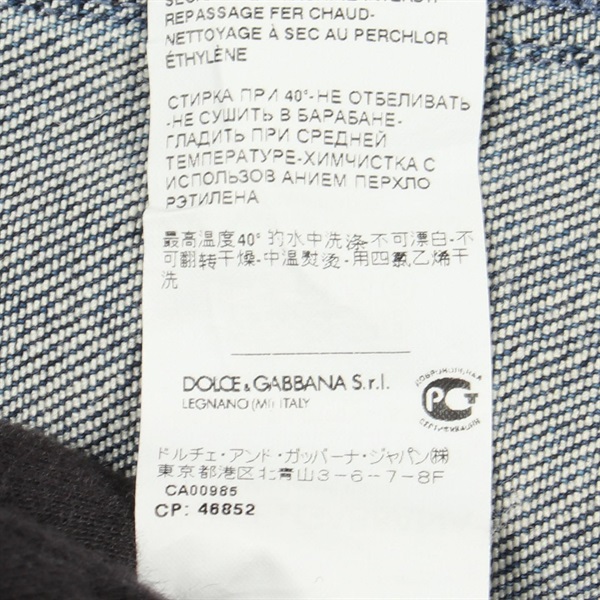 REPASSAGE FER CHAUD-
NETTOYAGE À SEC AU PERCHLOR
ÉTHYLÈNE
СТИРКА ПРИ 40°-НЕ ОТБЕЛИВАТЬ
-НЕ СУШИТЬ В БАРАБАНЕ-
ГЛАДИТЬ ПРИ СРЕДНЕЙ
ТЕМПЕРАТУРЕ-ХИМЧИСТКА С
ИСПОЛЬЗОВ АНИЕМ ПЕРХЛО
РЭТИЛЕНА
最高温度40°的水中洗涤不可漂白-不
可翻转干燥-中温熨烫-用四氯乙烯干
洗
DOLCE & GABBANA S.r.l.
LEGNANO (MI) ITALY
РСТ
ドルチェ・アンド・ガッバーナ・ジャパン㈱
東京都港区北青山3-6-7-8F
CA00985
CP: 46852